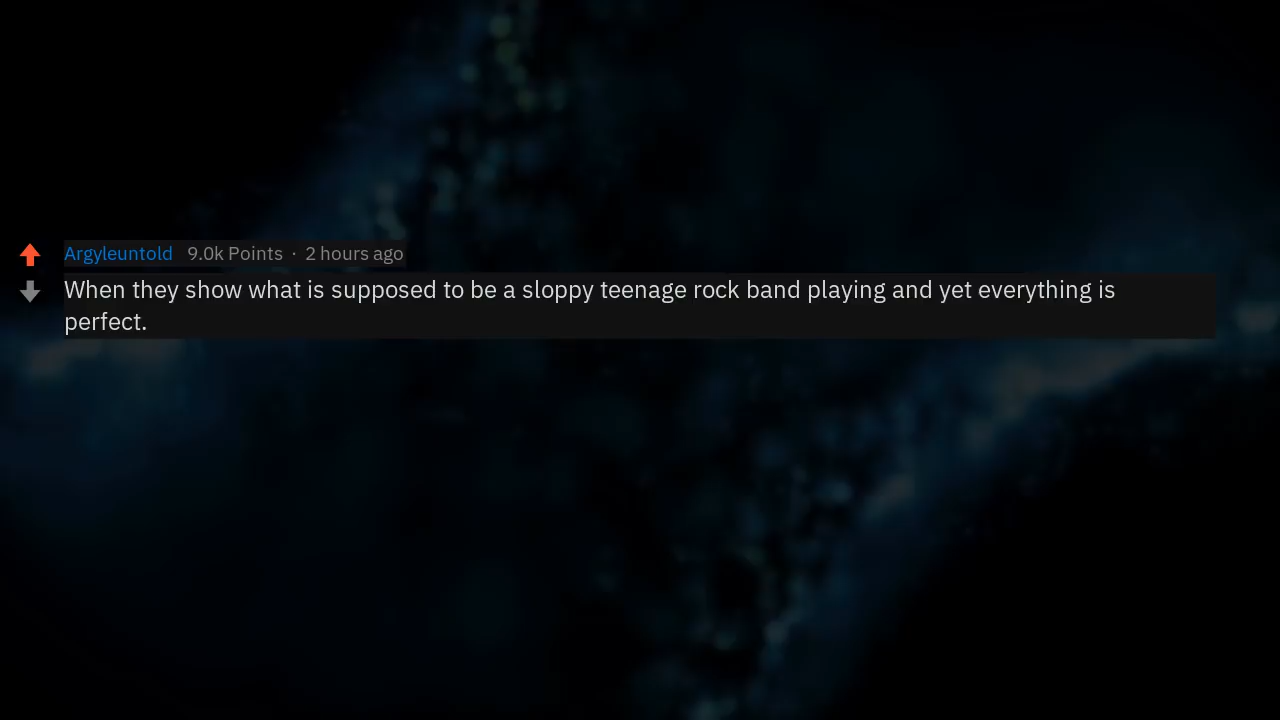 Argyleuntold 9.0k Points · 2 hours ago
When they show what is supposed to be a sloppy teenage rock band playing and yet everything is
perfect.